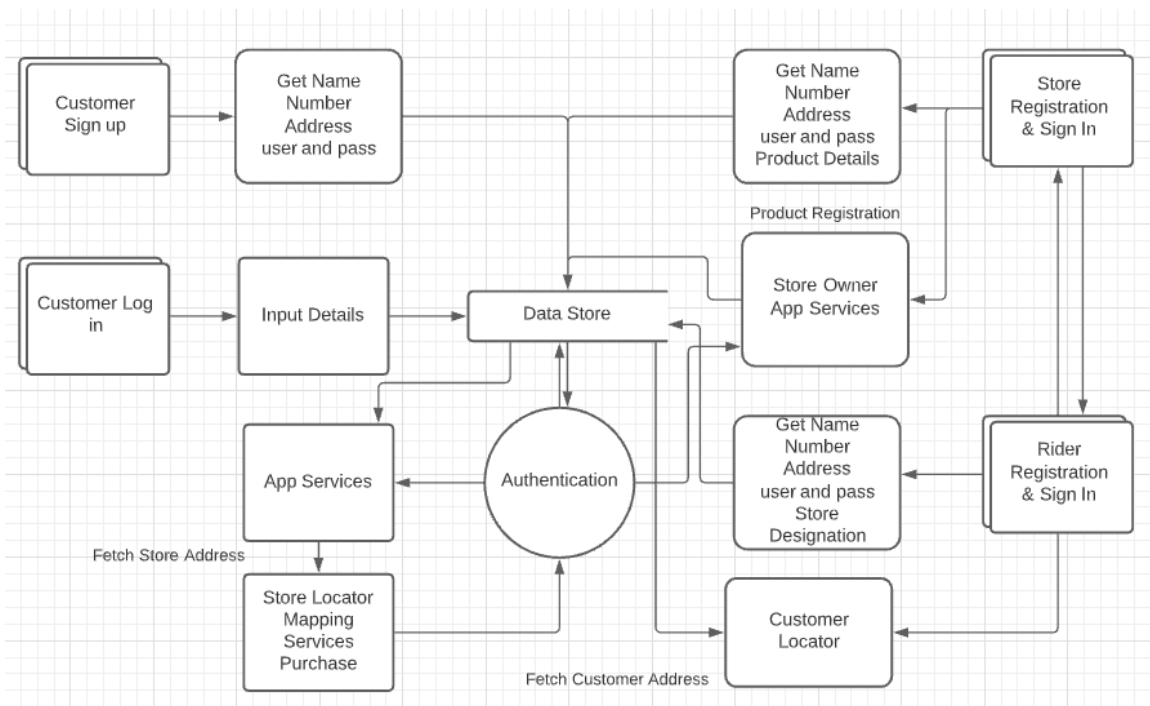 Customer
Sign up
Get Name
Number
Address
user and pass
Get Name
Number
Address
user and pass
Product Details
Store
Registration
& Sign In
Product Registration
Customer Log
in
Input Details
Data Store
Store Owner
App Services
App Services
Authentication
Get Name
Number
Address
user and pass
Store
Designation
Rider
Registration
& Sign In
Fetch Store Address
Store Locator
Mapping
Services
Purchase
Customer
Locator
Fetch Customer Address